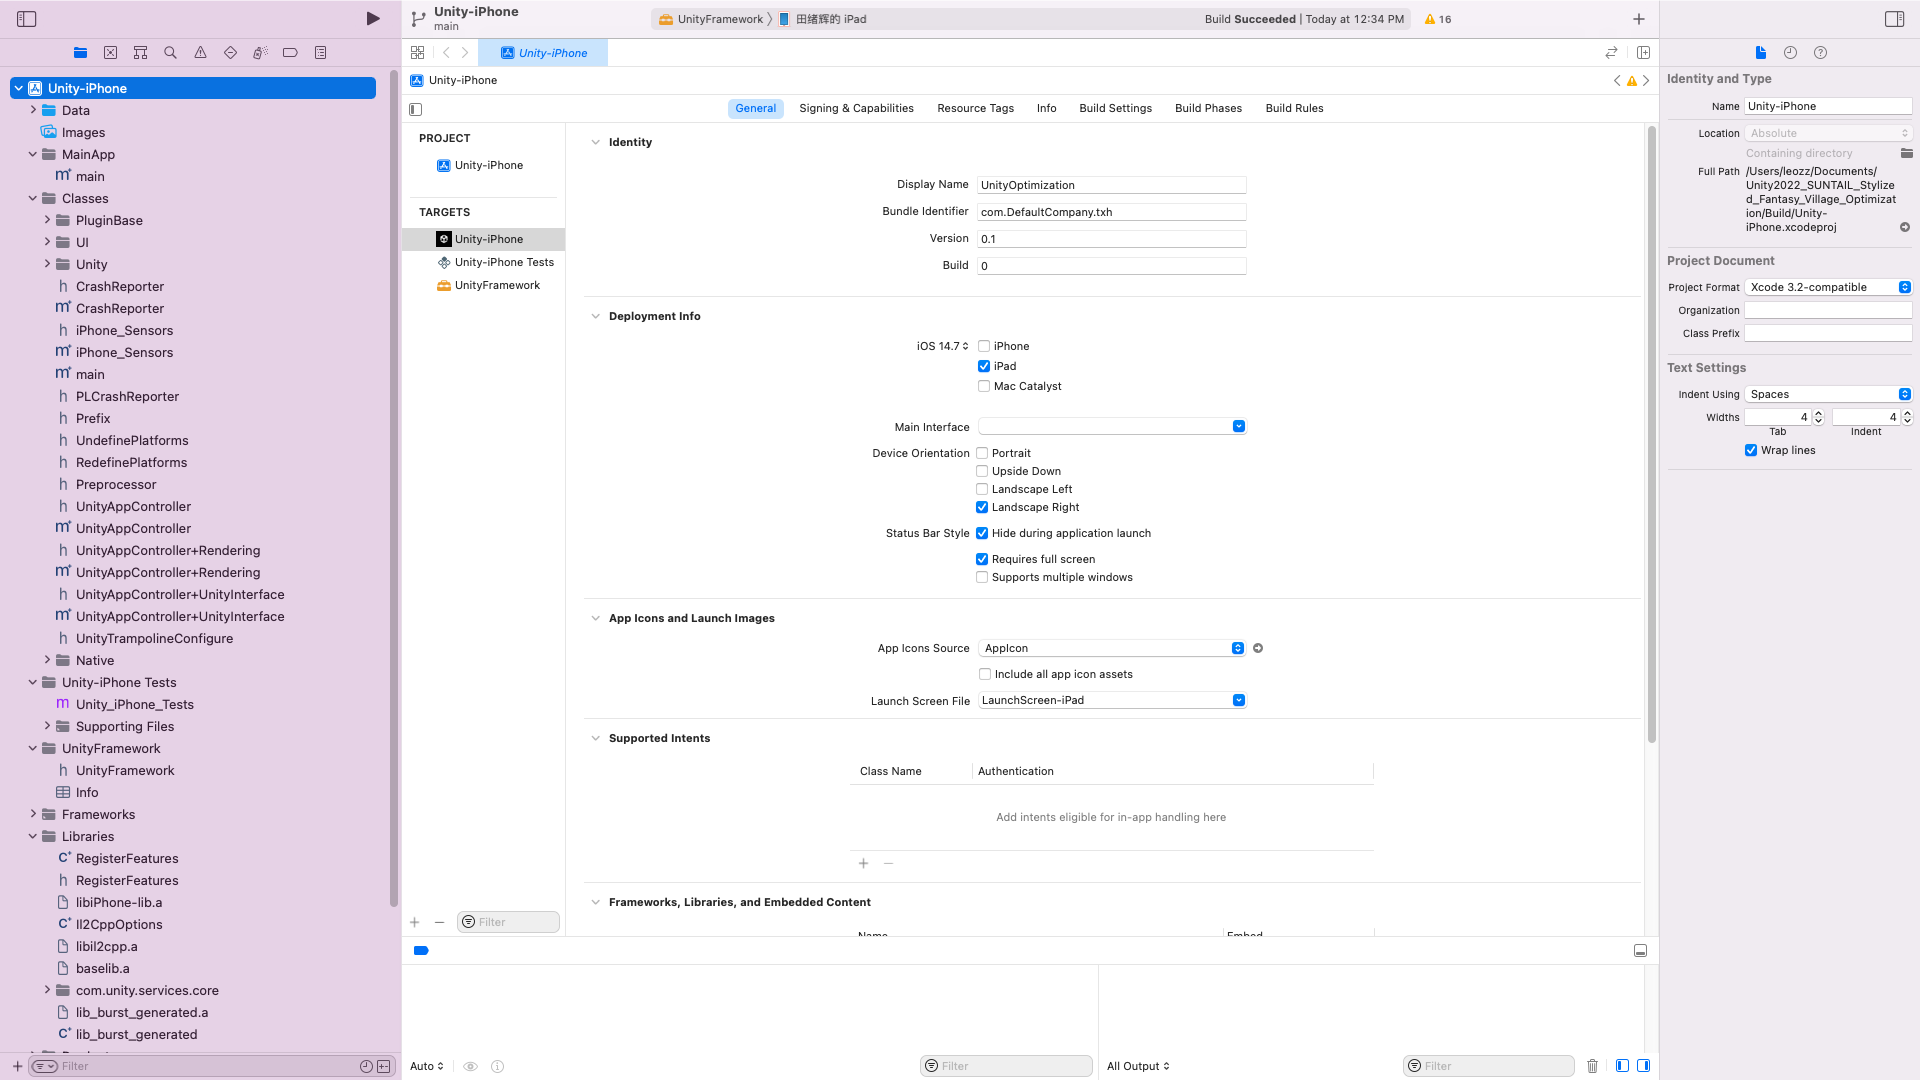 Unity-iPhone
main
UnityFramework 〉 田绪辉的 iPad
Build Succeeded | Today at 12:34 PM
16
Unity-iPhone
Unity-iPhone
General
Signing & Capabilities
Resource Tags
Info
Build Settings
Build Phases
Build Rules
Unity-iPhone
Data
Images
MainApp
main
Classes
PluginBase
UI
Unity
h CrashReporter
m+ CrashReporter
h iPhone_Sensors
m+ iPhone_Sensors
m+ main
h PLCrashReporter
h Prefix
h UndefinePlatforms
h RedefinePlatforms
h Preprocessor
h UnityAppController
m+ UnityAppController
h UnityAppController+Rendering
m+ UnityAppController+Rendering
h UnityAppController+UnityInterface
m+ UnityAppController+UnityInterface
h UnityTrampolineConfigure
Native
Unity-iPhone Tests
m Unity_iPhone_Tests
Supporting Files
UnityFramework
h UnityFramework
Info
Frameworks
Libraries
C+ RegisterFeatures
h RegisterFeatures
libiPhone-lib.a
C+ Il2CppOptions
libil2cpp.a
baselib.a
com.unity.services.core
lib_burst_generated.a
C+ lib_burst_generated
Filter
PROJECT
Unity-iPhone
TARGETS
Unity-iPhone
Unity-iPhone Tests
UnityFramework
Filter
Identity
Display Name UnityOptimization
Bundle Identifier com.DefaultCompany.txh
Version 0.1
Build 0
Deployment Info
iOS 14.7 iPhone
iPad
Mac Catalyst
Main Interface
Device Orientation Portrait
Upside Down
Landscape Left
Landscape Right
Status Bar Style Hide during application launch
Requires full screen
Supports multiple windows
App Icons and Launch Images
App Icons Source AppIcon
Include all app icon assets
Launch Screen File LaunchScreen-iPad
Supported Intents
Class Name Authentication
Add intents eligible for in-app handling here
Frameworks, Libraries, and Embedded Content
Name Embed
Auto
Filter
All Output
Filter
Identity and Type
Name Unity-iPhone
Location Absolute
Containing directory
Full Path /Users/leozz/Documents/
Unity2022_SUNTAIL_Stylize
d_Fantasy_Village_Optimizat
ion/Build/Unity-
iPhone.xcodeproj
Project Document
Project Format Xcode 3.2-compatible
Organization
Class Prefix
Text Settings
Indent Using Spaces
Widths 4 4
Tab Indent
Wrap lines